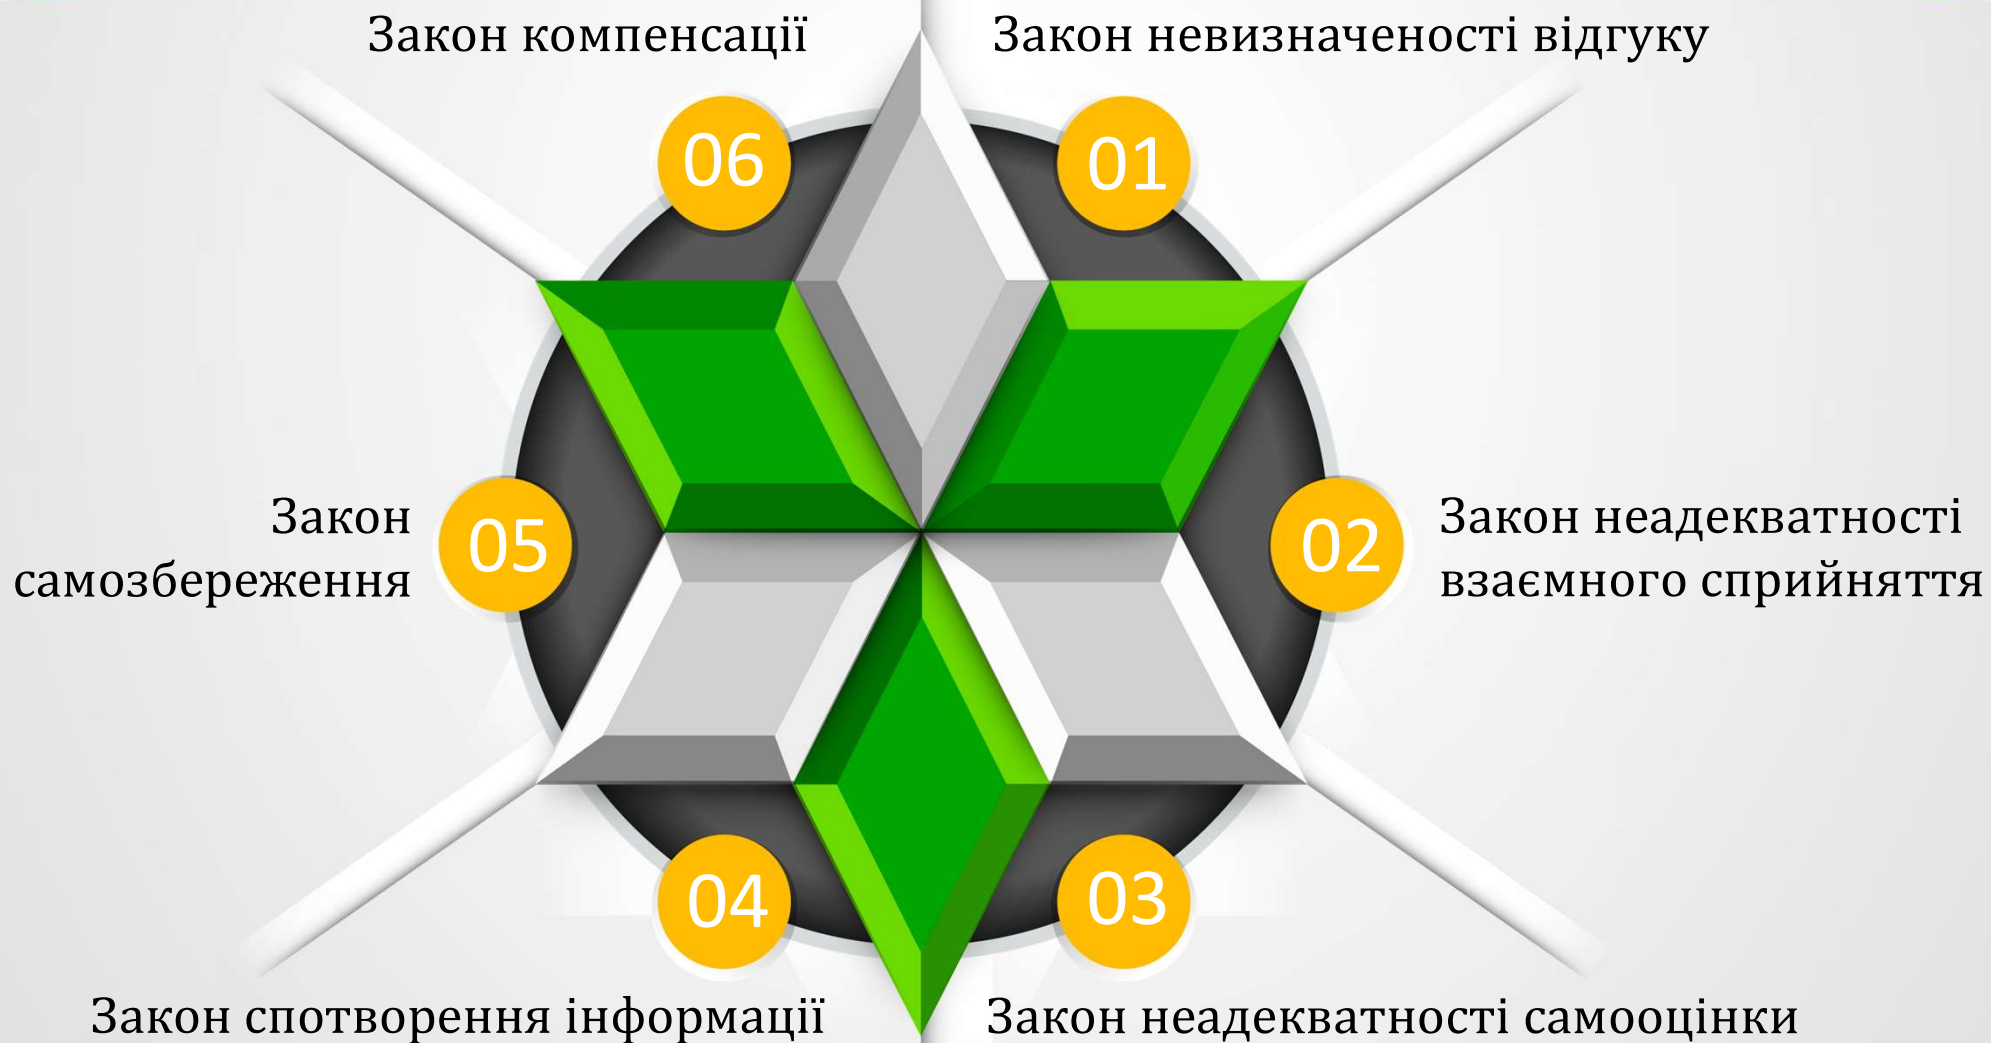 Закон компенсації
Закон невизначеності відгуку
06
01
Закон
самозбереження
05
02
Закон неадекватності
взаємного сприйняття
04
03
Закон спотворення інформації
Закон неадекватності самооцінки